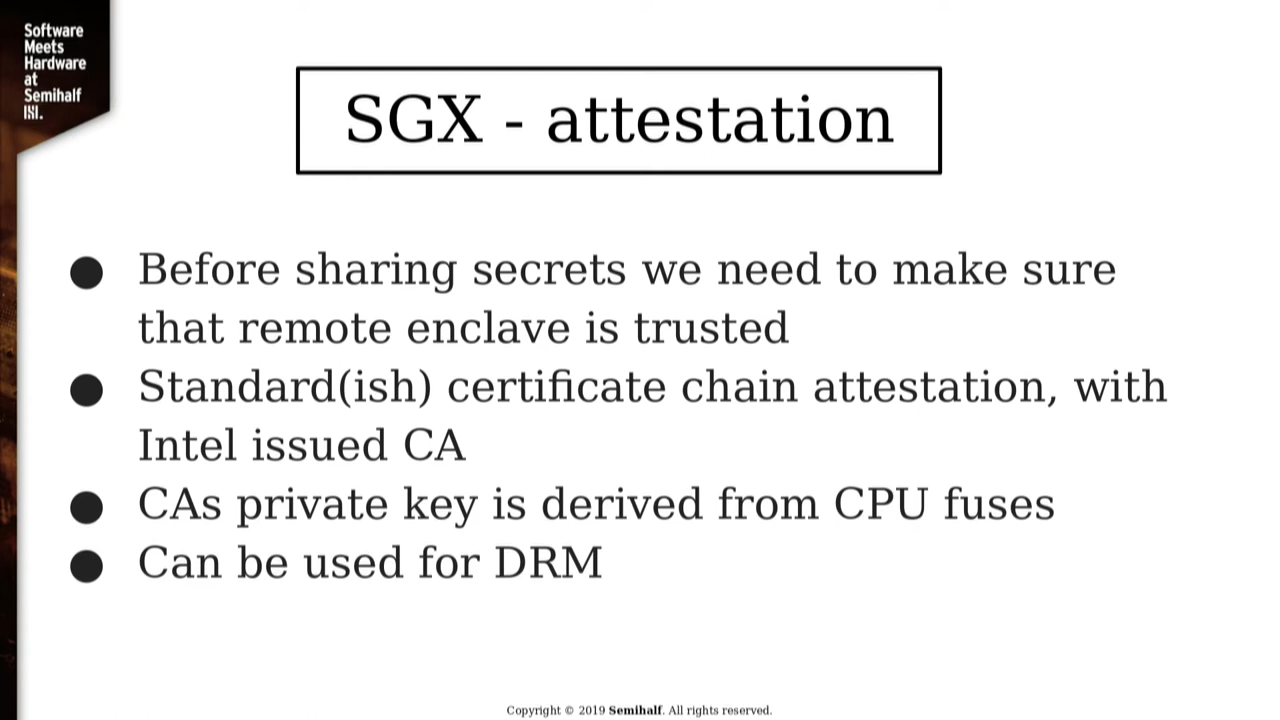 Software
Meets
Hardware
at
Semihalf
SGX - attestation
● Before sharing secrets we need to make sure
that remote enclave is trusted
● Standard(ish) certificate chain attestation, with
Intel issued CA
● CAs private key is derived from CPU fuses
● Can be used for DRM
Copyright © 2019 Semihalf. All rights reserved.